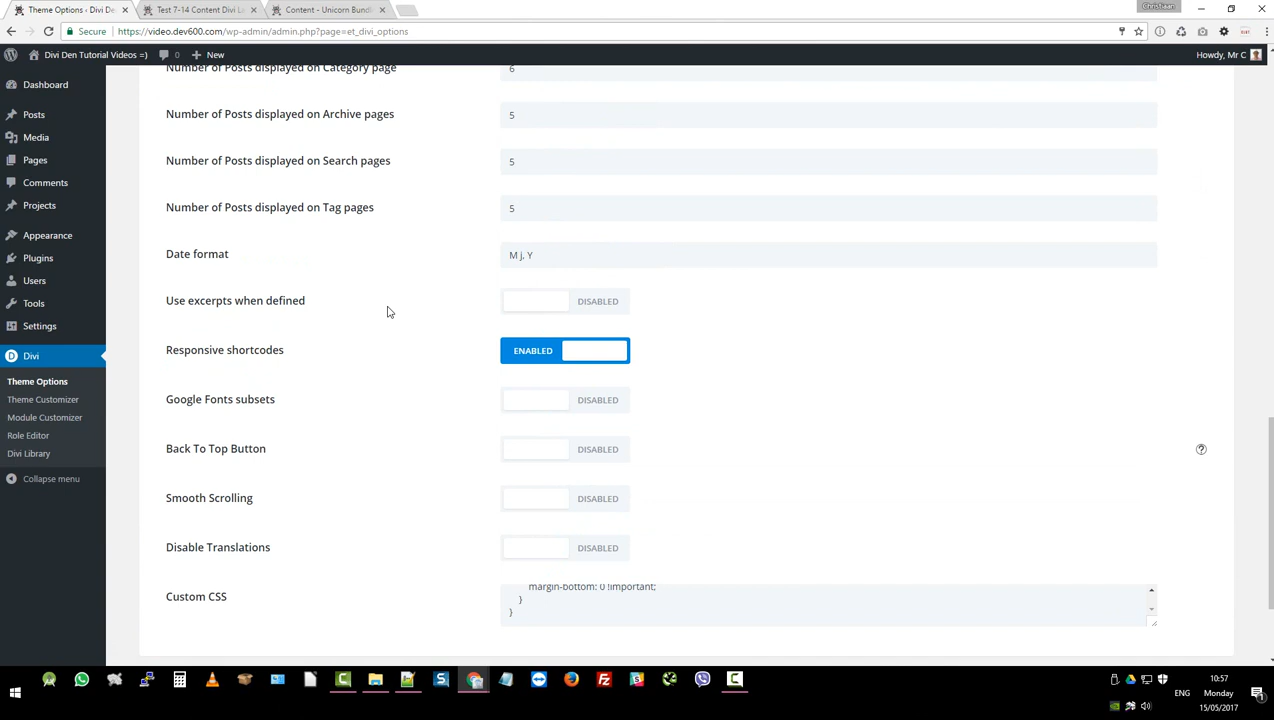 Theme Options ‹ Divi De
Test 7-14 Content Divi La
Content - Unicorn Bundl
Christiaan
Secure
https://video.dev600.com/wp-admin/admin.php?page=et_divi_options
Divi Den Tutorial Videos =)
0
New
Howdy, Mr C
Dashboard
Posts
Media
Pages
Comments
Projects
Appearance
Plugins
Users
Tools
Settings
Divi
Theme Options
Theme Customizer
Module Customizer
Role Editor
Divi Library
Collapse menu
Number of Posts displayed on Category page
6
Number of Posts displayed on Archive pages
5
Number of Posts displayed on Search pages
5
Number of Posts displayed on Tag pages
5
Date format
M j, Y
Use excerpts when defined
DISABLED
Responsive shortcodes
ENABLED
Google Fonts subsets
DISABLED
Back To Top Button
DISABLED
Smooth Scrolling
DISABLED
Disable Translations
DISABLED
Custom CSS
margin-bottom: 0 !important;
}
}
ENG
10:57
Monday
15/05/2017